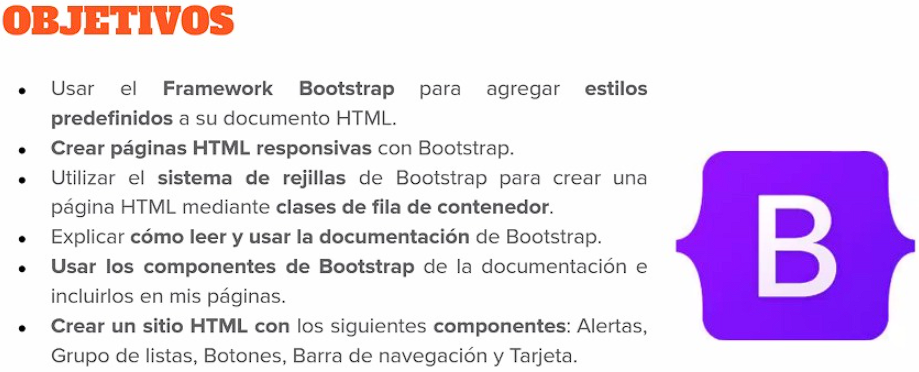 OBJETIVOS
• Usar el Framework Bootstrap para agregar estilos
predefinidos a su documento HTML.
• Crear páginas HTML responsivas con Bootstrap.
• Utilizar el sistema de rejillas de Bootstrap para crear una
página HTML mediante clases de fila de contenedor.
• Explicar cómo leer y usar la documentación de Bootstrap.
• Usar los componentes de Bootstrap de la documentación e
incluirlos en mis páginas.
• Crear un sitio HTML con los siguientes componentes: Alertas,
Grupo de listas, Botones, Barra de navegación y Tarjeta.
B